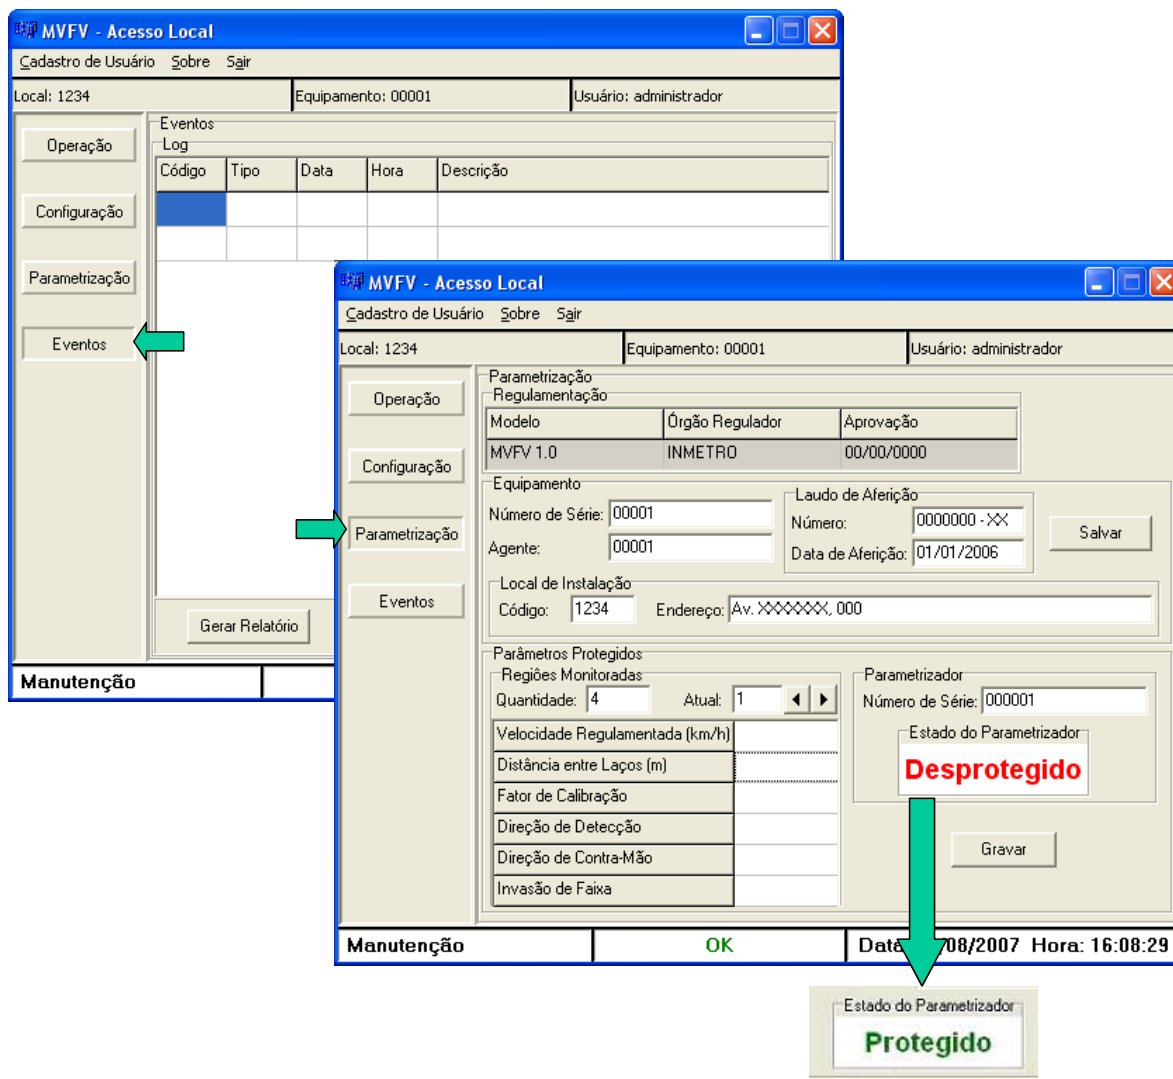 MVFV - Acesso Local
Cadastro de Usuário Sobre Sair
Local: 1234 Equipamento: 00001 Usuário: administrador
Operação
Configuração
Parametrização
Eventos
Eventos
Log
Código Tipo Data Hora Descrição
Gerar Relatório
Manutenção
MVFV - Acesso Local
Cadastro de Usuário Sobre Sair
Local: 1234 Equipamento: 00001 Usuário: administrador
Operação
Configuração
Parametrização
Eventos
Parametrização
Regulamentação
Modelo Órgão Regulador Aprovação
MVFV 1.0 INMETRO 00/00/0000
Equipamento
Número de Série: 00001
Agente: 00001
Laudo de Aferição
Número: 0000000 - XX
Data de Aferição: 01/01/2006
Salvar
Local de Instalação
Código: 1234 Endereço: Av. XXXXXXX, 000
Parâmetros Protegidos
Regiões Monitoradas
Quantidade: 4 Atual: 1
Velocidade Regulamentada (km/h)
Distância entre Laços (m)
Fator de Calibração
Direção de Detecção
Direção de Contra-Mão
Invasão de Faixa
Parametrizador
Número de Série: 000001
Estado do Parametrizador
Desprotegido
Gravar
Manutenção OK Data /08/2007 Hora: 16:08:29
Estado do Parametrizador
Protegido